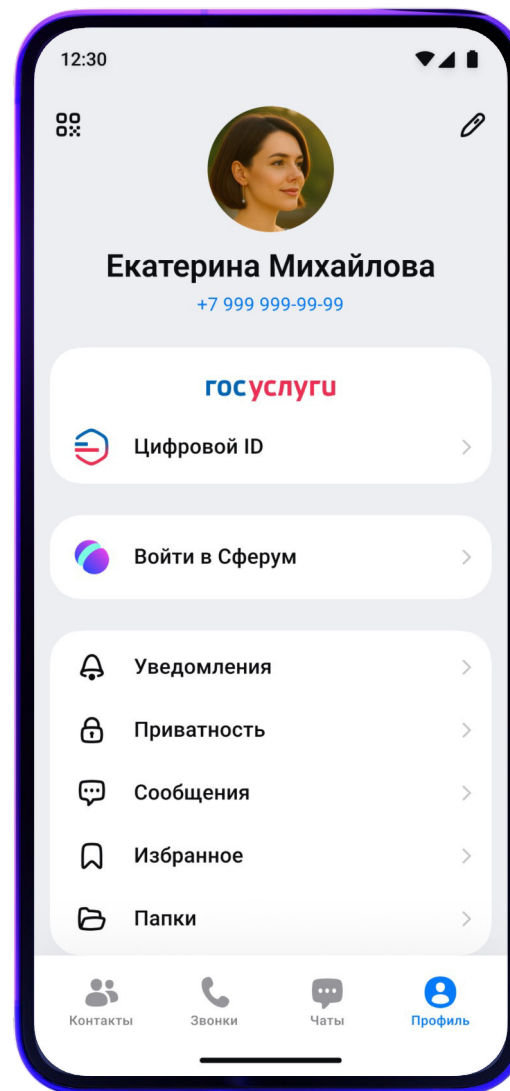 12:30
Екатерина Михайлова
+7 999 999-99-99
госуслуги
Цифровой ID
Войти в Сферум
Уведомления
Приватность
Сообщения
Избранное
Папки
Контакты
Звонки
Чаты
Профиль